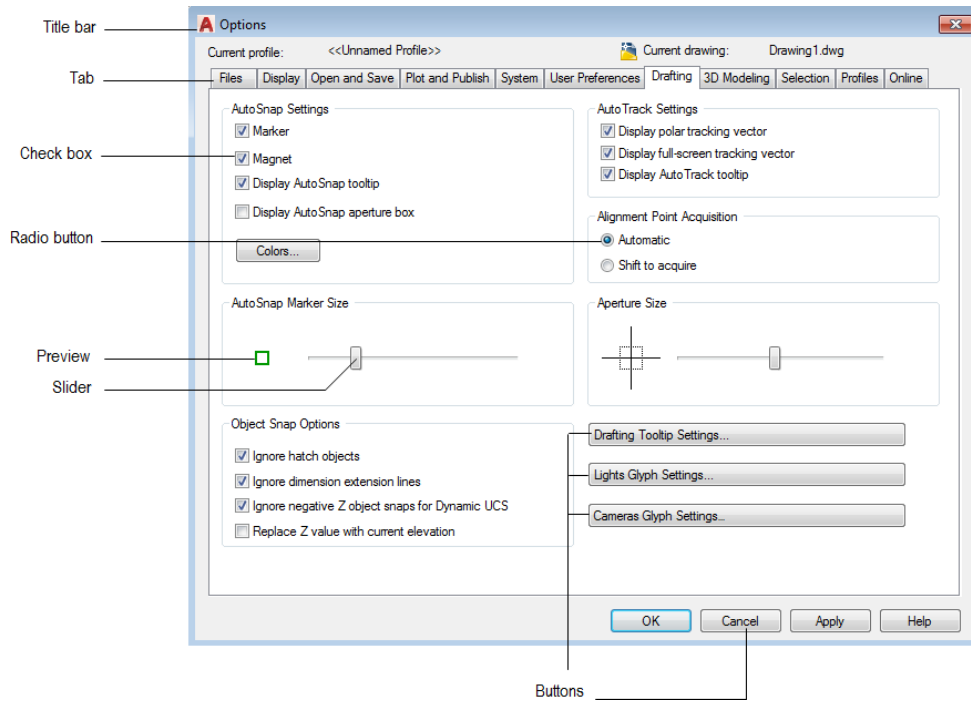 Title bar
Options
Current profile: <<Unnamed Profile>> Current drawing: Drawing1.dwg
Tab
Files Display Open and Save Plot and Publish System User Preferences Drafting 3D Modeling Selection Profiles Online
AutoSnap Settings
Marker
Check box
Magnet
Display AutoSnap tooltip
Display AutoSnap aperture box
Radio button
Colors...
AutoTrack Settings
Display polar tracking vector
Display full-screen tracking vector
Display AutoTrack tooltip
Alignment Point Acquisition
Automatic
Shift to acquire
AutoSnap Marker Size
Preview
Slider
Aperture Size
Object Snap Options
Ignore hatch objects
Ignore dimension extension lines
Ignore negative Z object snaps for Dynamic UCS
Replace Z value with current elevation
Drafting Tooltip Settings...
Lights Glyph Settings...
Cameras Glyph Settings...
OK Cancel Apply Help
Buttons